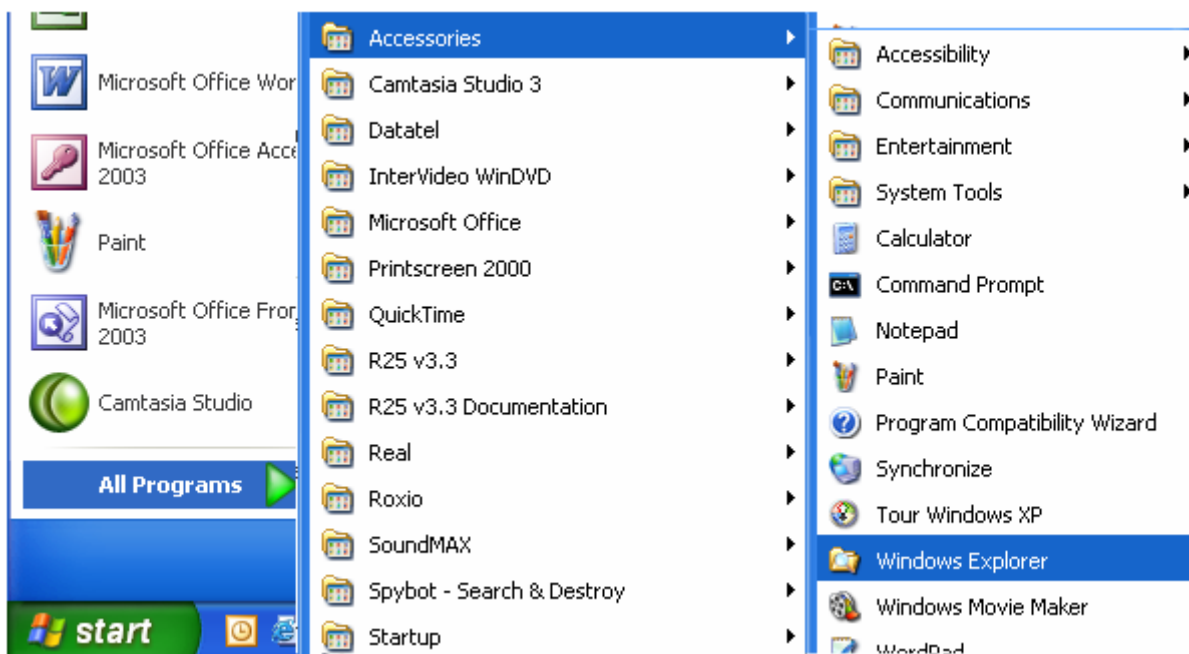 Microsoft Office Wor
Microsoft Office Acce
2003
Paint
Microsoft Office Fron
2003
Camtasia Studio
All Programs
start
Accessories
Camtasia Studio 3
Datatel
InterVideo WinDVD
Microsoft Office
Printscreen 2000
QuickTime
R25 v3.3
R25 v3.3 Documentation
Real
Roxio
SoundMAX
Spybot - Search & Destroy
Startup
Accessibility
Communications
Entertainment
System Tools
Calculator
Command Prompt
Notepad
Paint
Program Compatibility Wizard
Synchronize
Tour Windows XP
Windows Explorer
Windows Movie Maker
WordPad